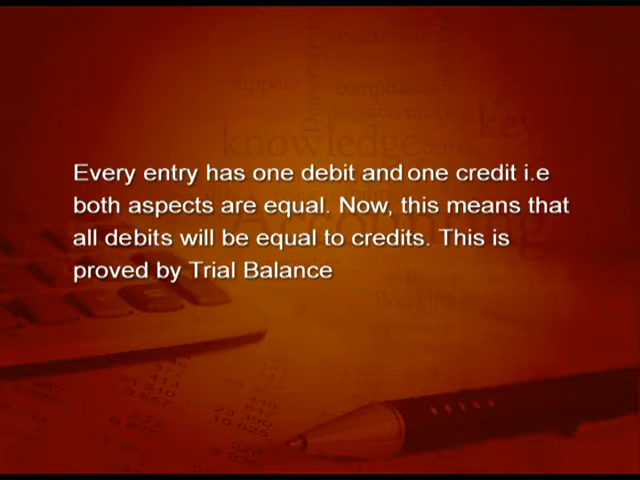 Every entry has one debit and one credit i.e
both aspects are equal. Now, this means that
all debits will be equal to credits. This is
proved by Trial Balance